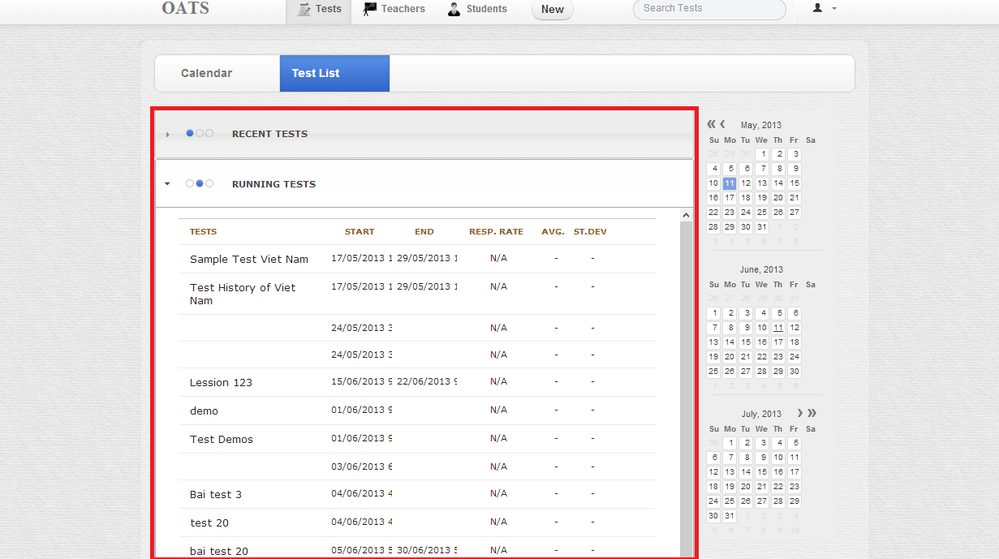 OATS
Tests
Teachers
Students
New
Search Tests
Calendar
Test List
RECENT TESTS
RUNNING TESTS
TESTS START END RESP. RATE AVG. ST.DEV
Sample Test Viet Nam 17/05/2013 1 29/05/2013 1 N/A - -
Test History of Viet 17/05/2013 1 29/05/2013 1 N/A - -
Nam
24/05/2013 3 N/A - -
24/05/2013 3 N/A - -
Lession 123 15/06/2013 9 22/06/2013 9 N/A - -
demo 01/06/2013 9 N/A - -
Test Demos 01/06/2013 9 N/A - -
03/06/2013 6 N/A - -
Bai test 3 04/06/2013 4 N/A - -
test 20 04/06/2013 4 N/A - -
bai test 20 05/06/2013 5 30/06/2013 5 N/A - -
« ‹ May, 2013
Su Mo Tu We Th Fr Sa
28 29 30 1 2 3
4 5 6 7 8 9
10 11 12 13 14 15
16 17 18 19 20 21
22 23 24 25 26 27
28 29 30 31 1 2
3 4 5 6 7 8
June, 2013
Su Mo Tu We Th Fr Sa
26 27 28 29 30 31
1 2 3 4 5 6
7 8 9 10 11 12
13 14 15 16 17 18
19 20 21 22 23 24
25 26 27 28 29 30
1 2 3 4 5 6
July, 2013 › »
Su Mo Tu We Th Fr Sa
30 1 2 3 4 5
6 7 8 9 10 11
12 13 14 15 16 17
18 19 20 21 22 23
24 25 26 27 28 29
30 31 1 2 3 4
5 6 7 8 9 10